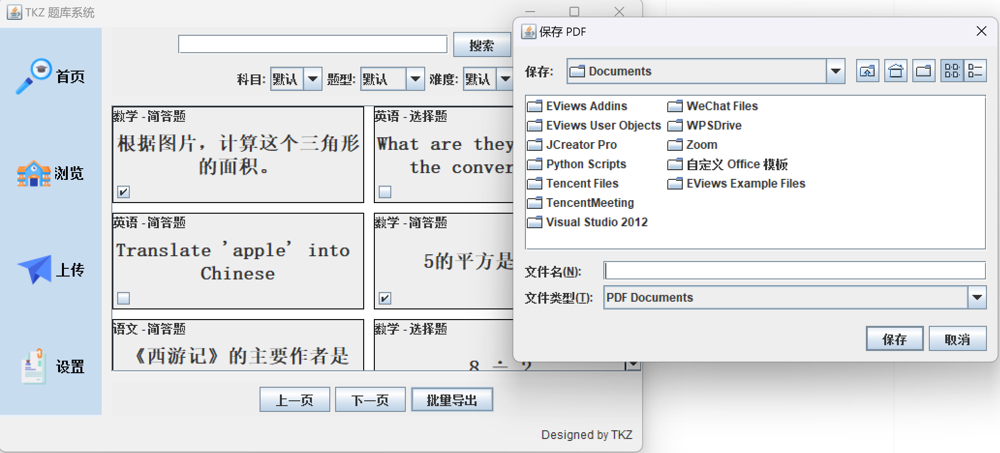 TKZ 题库系统
首页
浏览
上传
设置
搜索
科目: 默认 题型: 默认 难度: 默认
数学 - 简答题
根据图片，计算这个三角形
的面积。
英语 - 选择题
What are they
the conver
英语 - 简答题
Translate 'apple' into
Chinese
数学 - 简答题
5的平方是
语文 - 简答题
《西游记》的主要作者是
数学 - 选择题
8 ÷ 2
上一页
下一页
批量导出
Designed by TKZ
保存 PDF
保存: Documents
EViews Addins
EViews User Objects
JCreator Pro
Python Scripts
Tencent Files
TencentMeeting
Visual Studio 2012
WeChat Files
WPSDrive
Zoom
自定义 Office 模板
EViews Example Files
文件名(N):
文件类型(T): PDF Documents
保存
取消